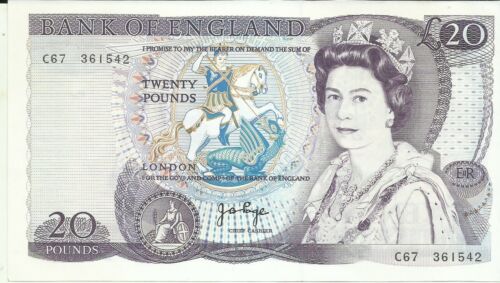 BANK OF ENGLAND
£20
I PROMISE TO PAY THE BEARER ON DEMAND THE SUM OF
C67 361542
TWENTY
POUNDS
LONDON
FOR THE GOVR AND COMPA OF THE BANK OF ENGLAND
E R
20
POUNDS
CHIEF CASHIER
C67 361542